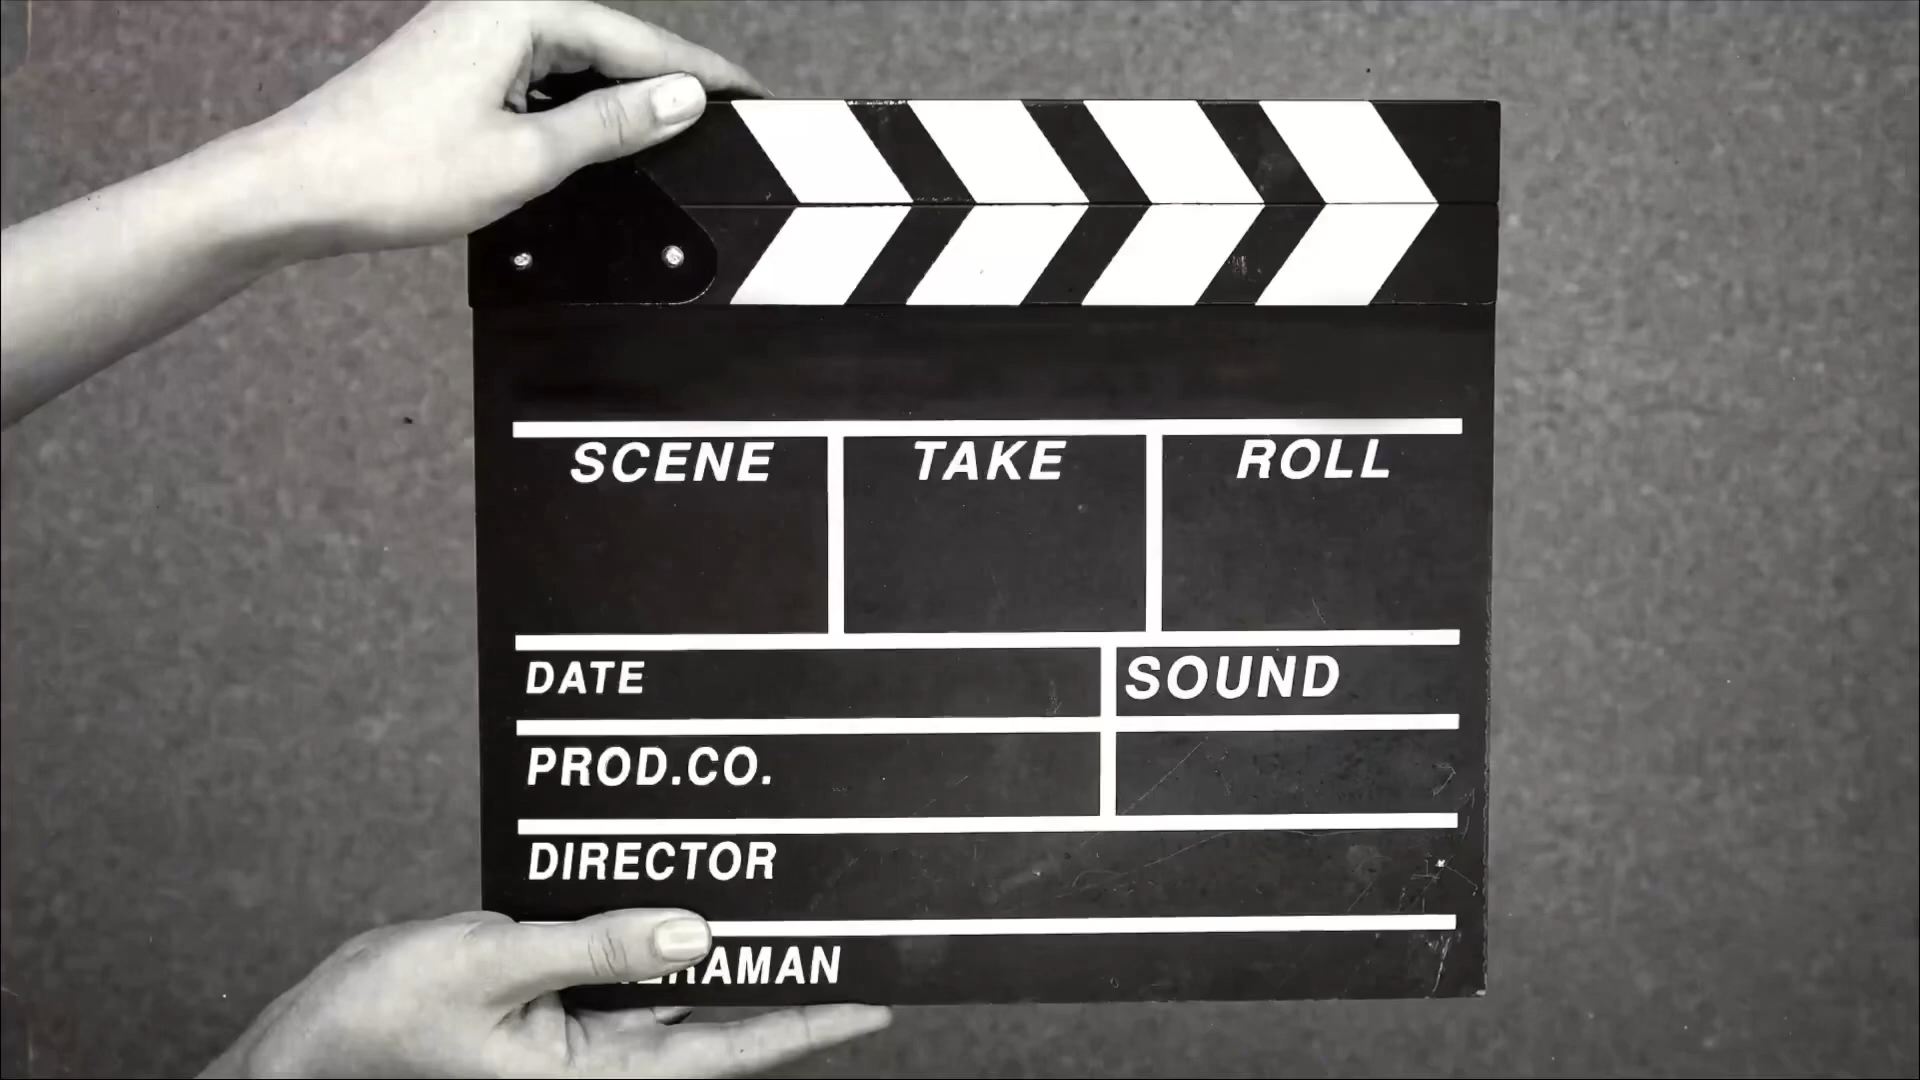 SCENE TAKE ROLL
DATE SOUND
PROD.CO.
DIRECTOR